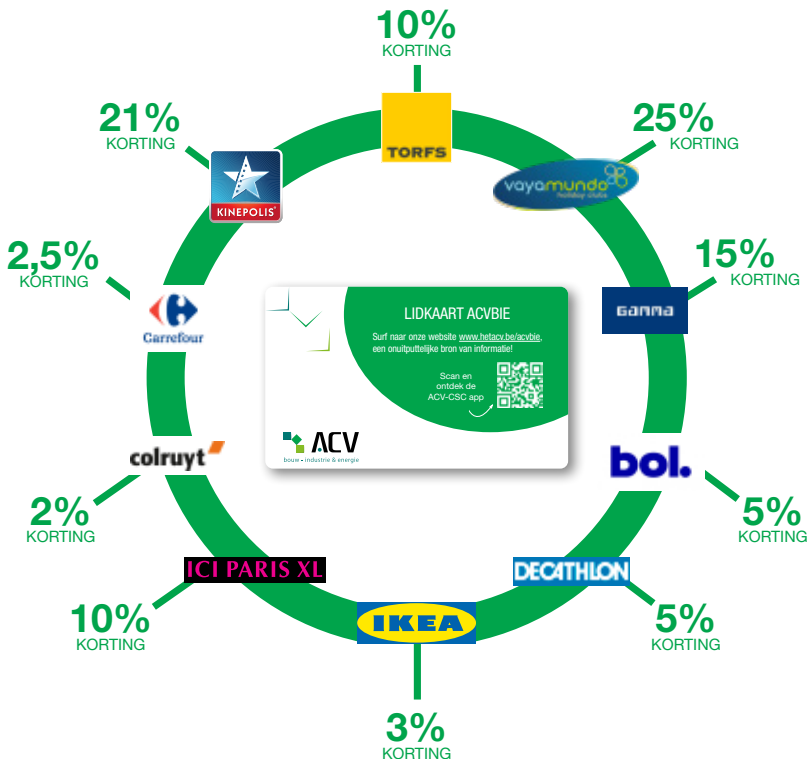 10%
KORTING
TORFS
25%
KORTING
vayamundo
holiday clubs
15%
KORTING
GAMMA
bol.
5%
KORTING
DECATHLON
5%
KORTING
IKEA
3%
KORTING
ICI PARIS XL
10%
KORTING
colruyt
2%
KORTING
Carrefour
2,5%
KORTING
KINEPOLIS
21%
KORTING
LIDKAART ACVBIE
Surf naar onze website www.hetacv.be/acvbie,
een onuitputtelijke bron van informatie!
Scan en
ontdek de
ACV-CSC app
ACV
bouw - industrie & energie